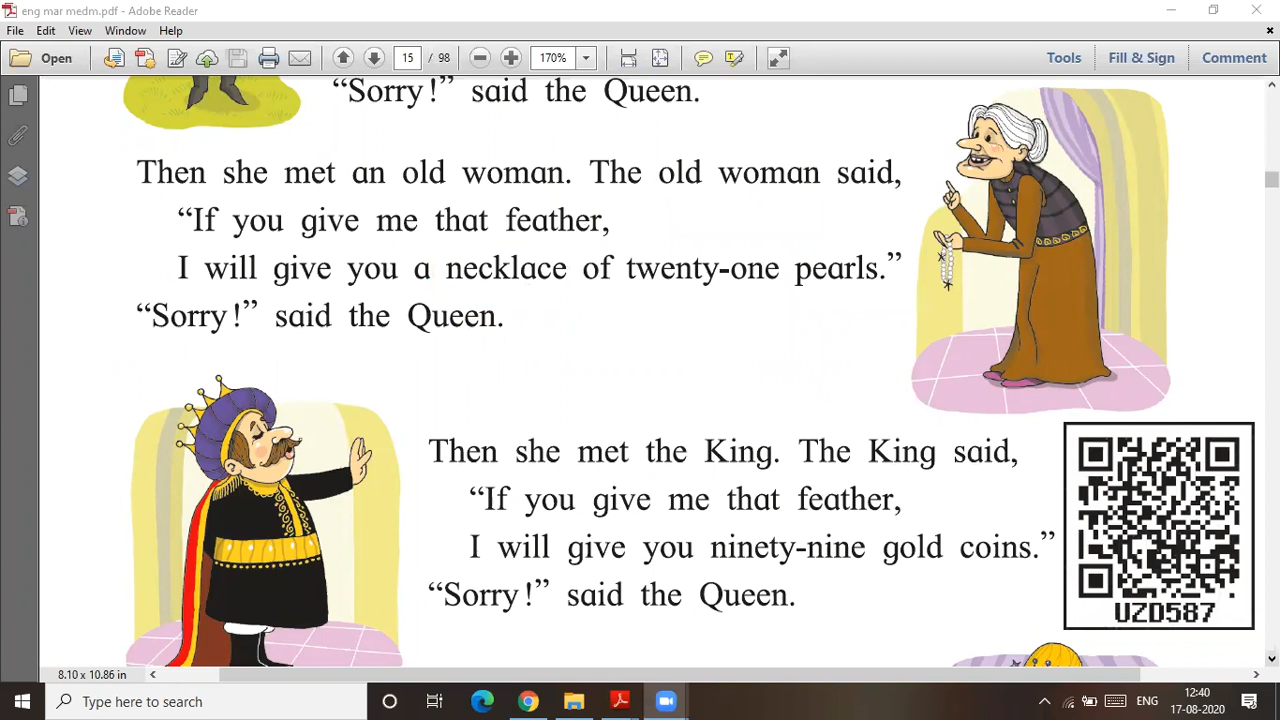 eng mar medm.pdf - Adobe Reader
File Edit View Window Help
Open 15 / 98 170% Tools Fill & Sign Comment
“Sorry!” said the Queen.
Then she met an old woman. The old woman said,
“If you give me that feather,
I will give you a necklace of twenty-one pearls.”
“Sorry!” said the Queen.
Then she met the King. The King said,
“If you give me that feather,
I will give you ninety-nine gold coins.”
“Sorry!” said the Queen.
UZD587
8.10 x 10.86 in
Type here to search
ENG
12:40
17-08-2020